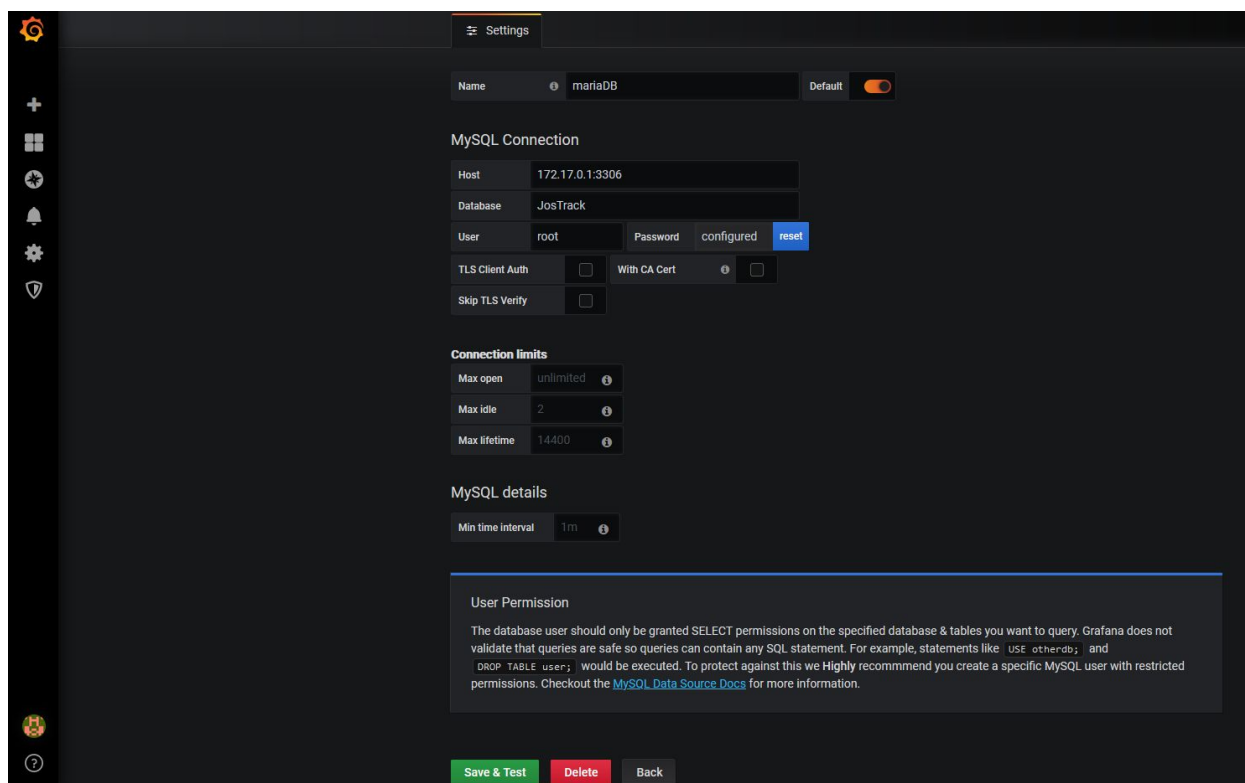 Settings
Name mariaDB Default
MySQL Connection
Host 172.17.0.1:3306
Database JosTrack
User root Password configured reset
TLS Client Auth With CA Cert
Skip TLS Verify
Connection limits
Max open unlimited
Max idle 2
Max lifetime 14400
MySQL details
Min time interval 1m
User Permission
The database user should only be granted SELECT permissions on the specified database & tables you want to query. Grafana does not
validate that queries are safe so queries can contain any SQL statement. For example, statements like USE otherdb; and
DROP TABLE user; would be executed. To protect against this we Highly recommmend you create a specific MySQL user with restricted
permissions. Checkout the MySQL Data Source Docs for more information.
Save & Test Delete Back